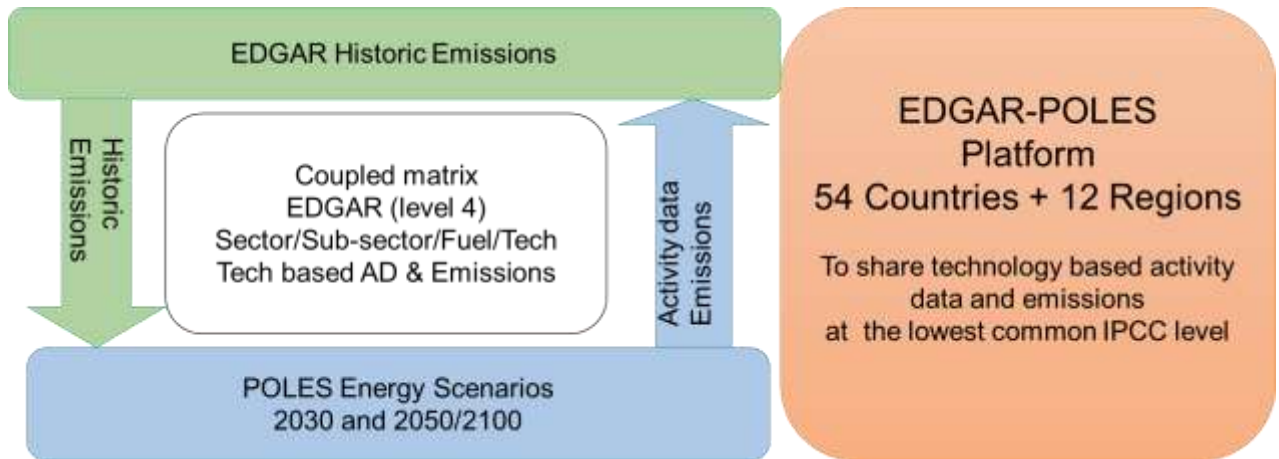 EDGAR Historic Emissions
Historic
Emissions
Coupled matrix
EDGAR (level 4)
Sector/Sub-sector/Fuel/Tech
Tech based AD & Emissions
Activity data
Emissions
POLES Energy Scenarios
2030 and 2050/2100
EDGAR-POLES
Platform
54 Countries + 12 Regions
To share technology based activity
data and emissions
at the lowest common IPCC level